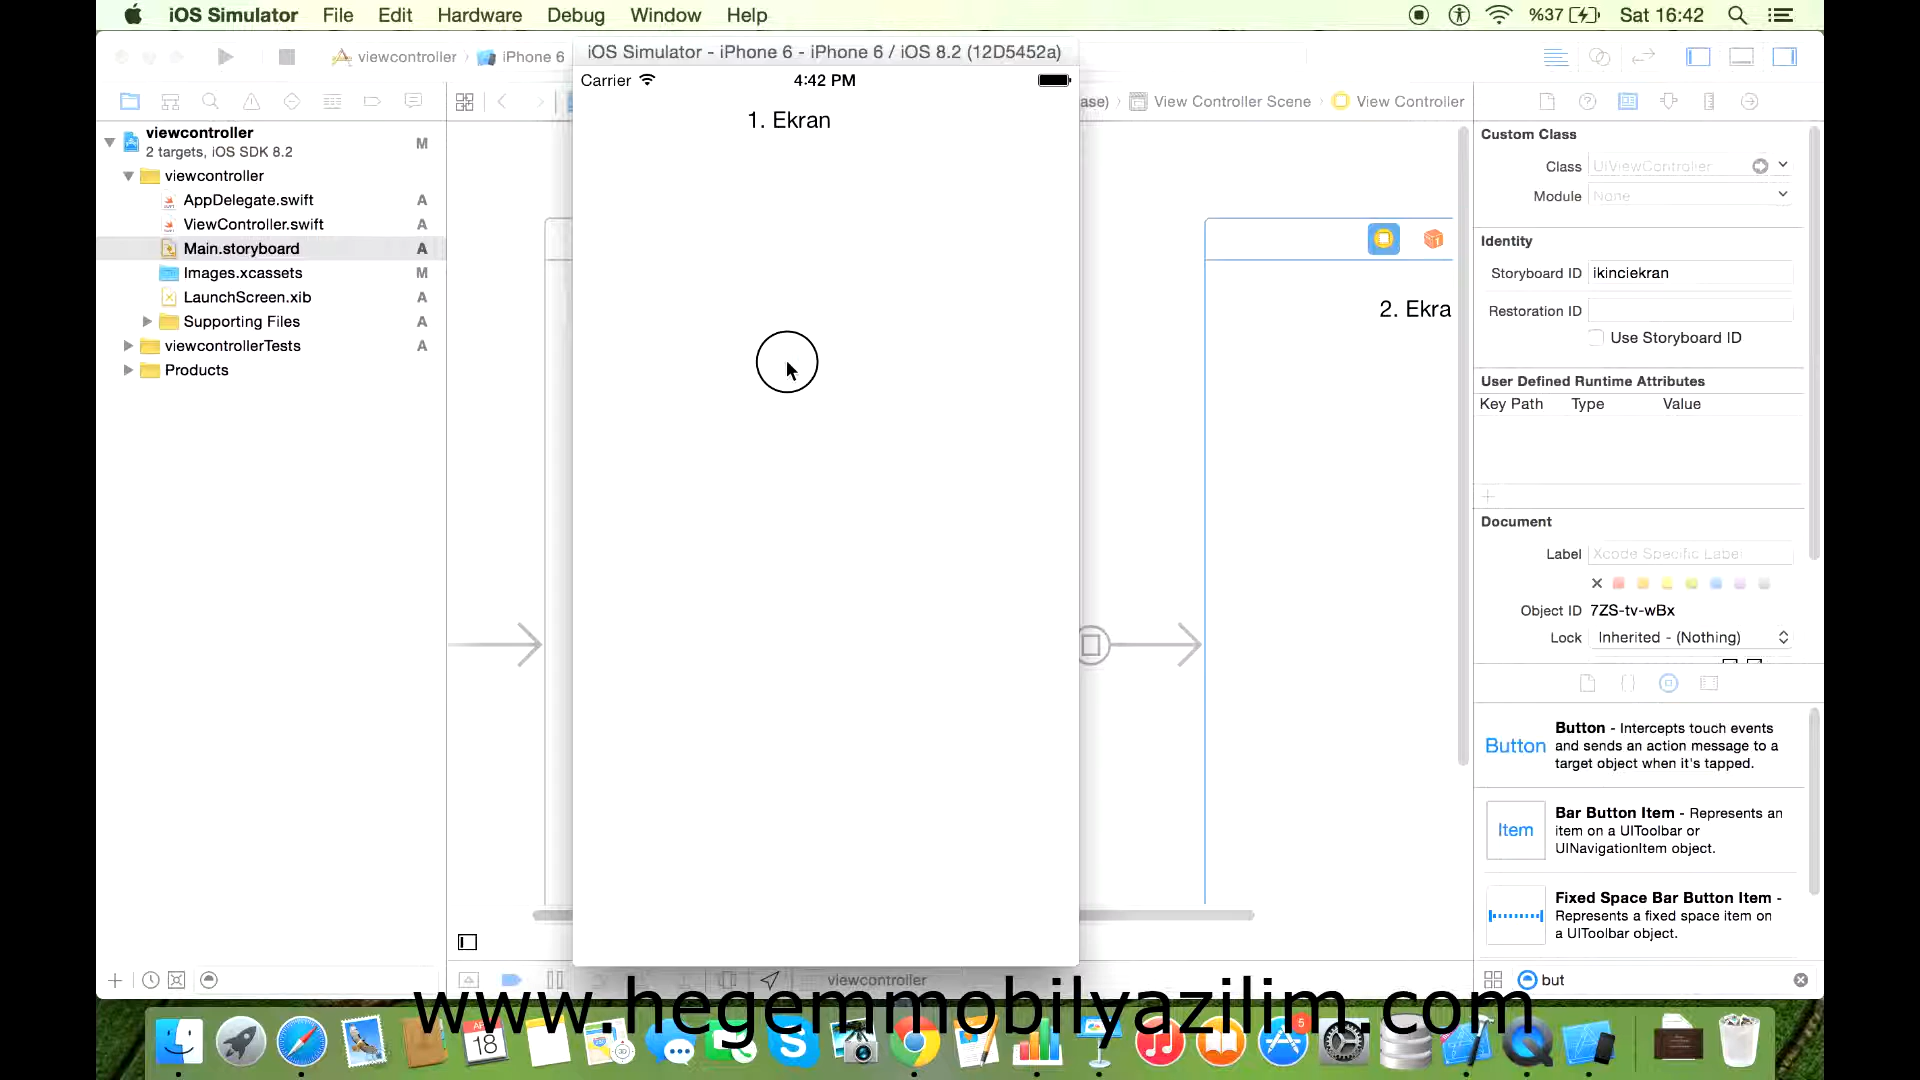 iOS Simulator File Edit Hardware Debug Window Help %37 Sat 16:42
viewcontroller iPhone 6
iOS Simulator - iPhone 6 - iPhone 6 / iOS 8.2 (12D5452a)
Carrier 4:42 PM
1. Ekran
ase) View Controller Scene View Controller
viewcontroller M
2 targets, iOS SDK 8.2
viewcontroller
AppDelegate.swift A
ViewController.swift A
Main.storyboard A
Images.xcassets M
LaunchScreen.xib A
Supporting Files A
viewcontrollerTests A
Products
2. Ekra
Custom Class
Class UIViewController
Module None
Identity
Storyboard ID ikinciekran
Restoration ID
Use Storyboard ID
User Defined Runtime Attributes
Key Path Type Value
Document
Label Xcode Specific Label
Object ID 7ZS-tv-wBx
Lock Inherited - (Nothing)
Button
Button - Intercepts touch events
and sends an action message to a
target object when it's tapped.
Item
Bar Button Item - Represents an
item on a UIToolbar or
UINavigationItem object.
Fixed Space Bar Button Item -
Represents a fixed space item on
a UIToolbar object.
but
viewcontroller
www.hegemmobilyazilim.com
18
5